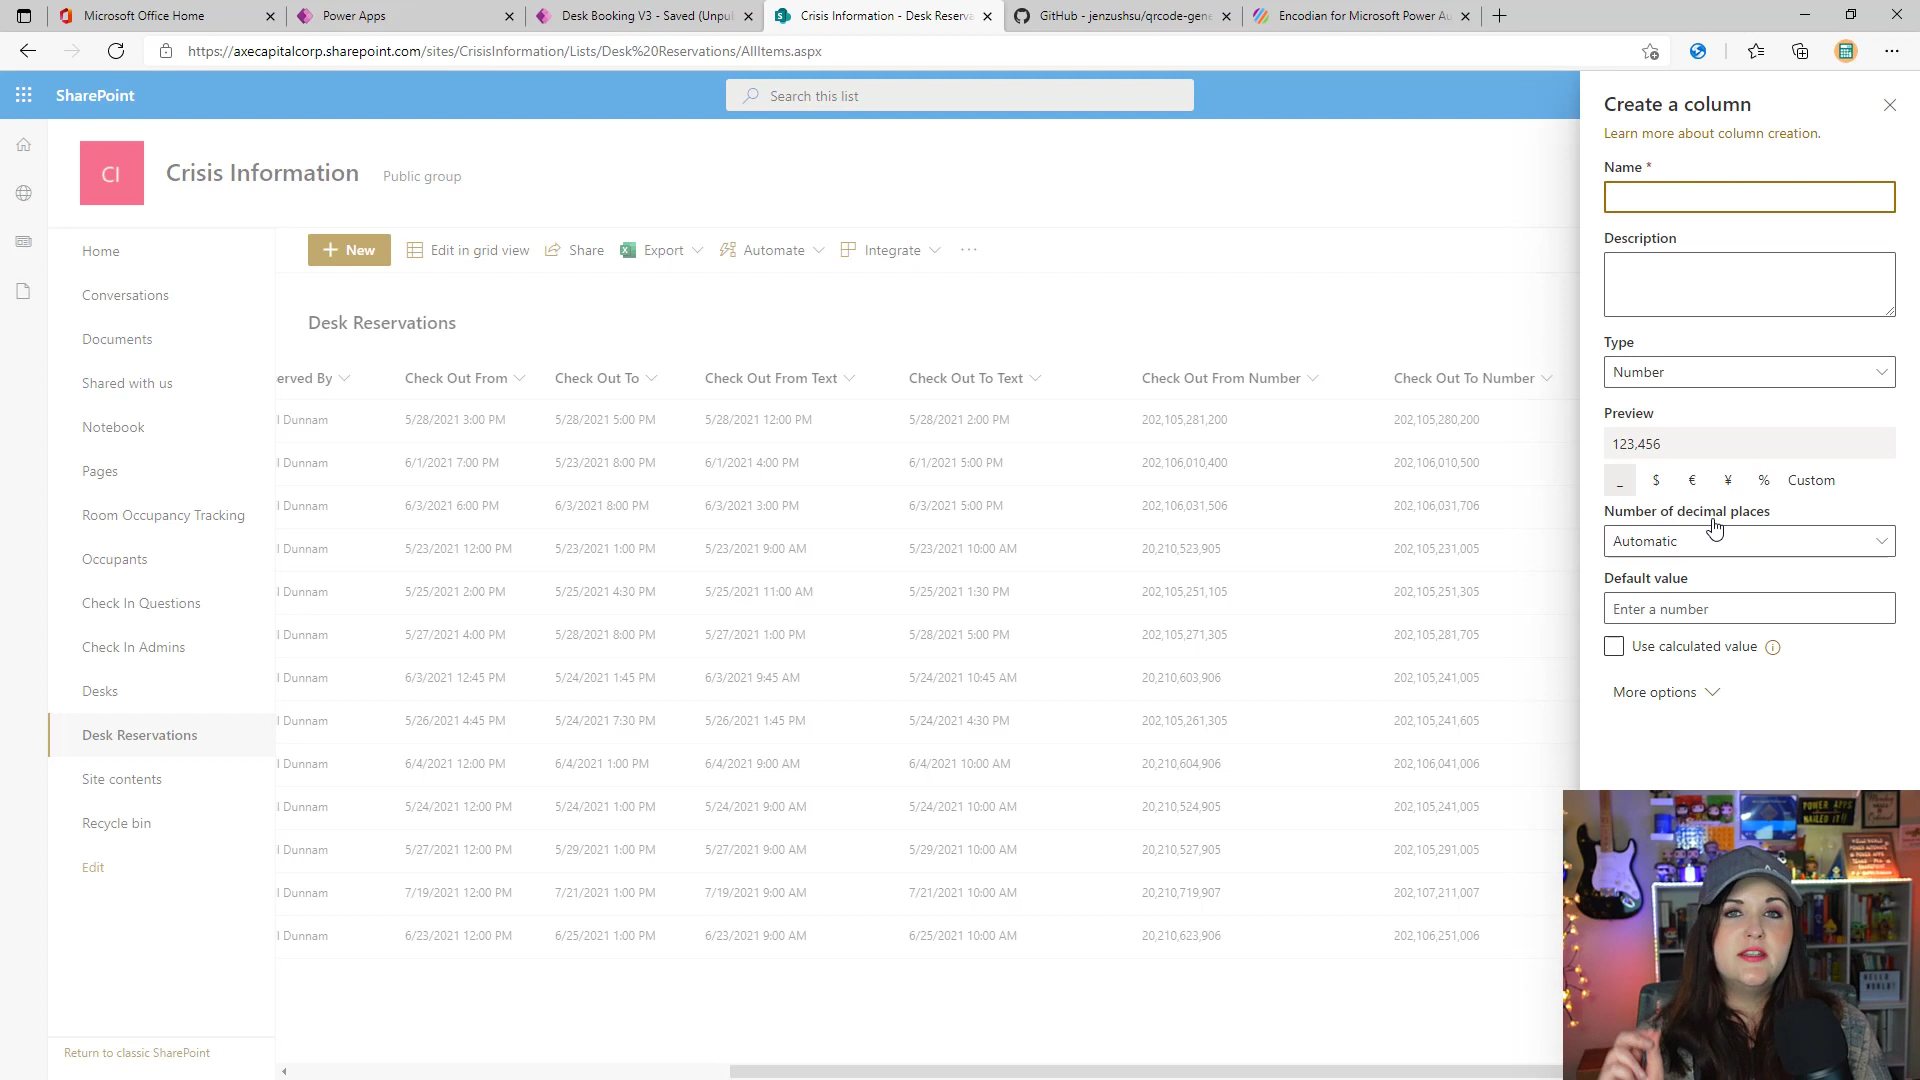 Microsoft Office Home
Power Apps
Desk Booking V3 - Saved (Unpu
Crisis Information - Desk Reserva
GitHub - jenzushsu/qrcode-gene
Encodian for Microsoft Power Au
https://axecapitalcorp.sharepoint.com/sites/CrisisInformation/Lists/Desk%20Reservations/AllItems.aspx
SharePoint
Search this list
CI
Crisis Information
Public group
Home
Conversations
Documents
Shared with us
Notebook
Pages
Room Occupancy Tracking
Occupants
Check In Questions
Check In Admins
Desks
Desk Reservations
Site contents
Recycle bin
Edit
Return to classic SharePoint
+ New
Edit in grid view
Share
Export
Automate
Integrate
Desk Reservations
erved By Check Out From Check Out To Check Out From Text Check Out To Text Check Out From Number Check Out To Number
l Dunnam 5/28/2021 3:00 PM 5/28/2021 5:00 PM 5/28/2021 12:00 PM 5/28/2021 2:00 PM 202,105,281,200 202,105,280,200
l Dunnam 6/1/2021 7:00 PM 5/23/2021 8:00 PM 6/1/2021 4:00 PM 6/1/2021 5:00 PM 202,106,010,400 202,106,010,500
l Dunnam 6/3/2021 6:00 PM 6/3/2021 8:00 PM 6/3/2021 3:00 PM 6/3/2021 5:00 PM 202,106,031,506 202,106,031,706
l Dunnam 5/23/2021 12:00 PM 5/23/2021 1:00 PM 5/23/2021 9:00 AM 5/23/2021 10:00 AM 20,210,523,905 202,105,231,005
l Dunnam 5/25/2021 2:00 PM 5/25/2021 4:30 PM 5/25/2021 11:00 AM 5/25/2021 1:30 PM 202,105,251,105 202,105,251,305
l Dunnam 5/27/2021 4:00 PM 5/28/2021 8:00 PM 5/27/2021 1:00 PM 5/28/2021 5:00 PM 202,105,271,305 202,105,281,705
l Dunnam 6/3/2021 12:45 PM 5/24/2021 1:45 PM 6/3/2021 9:45 AM 5/24/2021 10:45 AM 20,210,603,906 202,105,241,005
l Dunnam 5/26/2021 4:45 PM 5/24/2021 7:30 PM 5/26/2021 1:45 PM 5/24/2021 4:30 PM 202,105,261,305 202,105,241,605
l Dunnam 6/4/2021 12:00 PM 6/4/2021 1:00 PM 6/4/2021 9:00 AM 6/4/2021 10:00 AM 20,210,604,906 202,106,041,006
l Dunnam 5/24/2021 12:00 PM 5/24/2021 1:00 PM 5/24/2021 9:00 AM 5/24/2021 10:00 AM 20,210,524,905 202,105,241,005
l Dunnam 5/27/2021 12:00 PM 5/29/2021 1:00 PM 5/27/2021 9:00 AM 5/29/2021 10:00 AM 20,210,527,905 202,105,291,005
l Dunnam 7/19/2021 12:00 PM 7/21/2021 1:00 PM 7/19/2021 9:00 AM 7/21/2021 10:00 AM 20,210,719,907 202,107,211,007
l Dunnam 6/23/2021 12:00 PM 6/25/2021 1:00 PM 6/23/2021 9:00 AM 6/25/2021 10:00 AM 20,210,623,906 202,106,251,006
Create a column
Learn more about column creation.
Name *
Description
Type
Number
Preview
123,456
_ $ € ¥ % Custom
Number of decimal places
Automatic
Default value
Enter a number
Use calculated value
More options
POWER APPS
NAILED IT!!
HELLO
WORLD